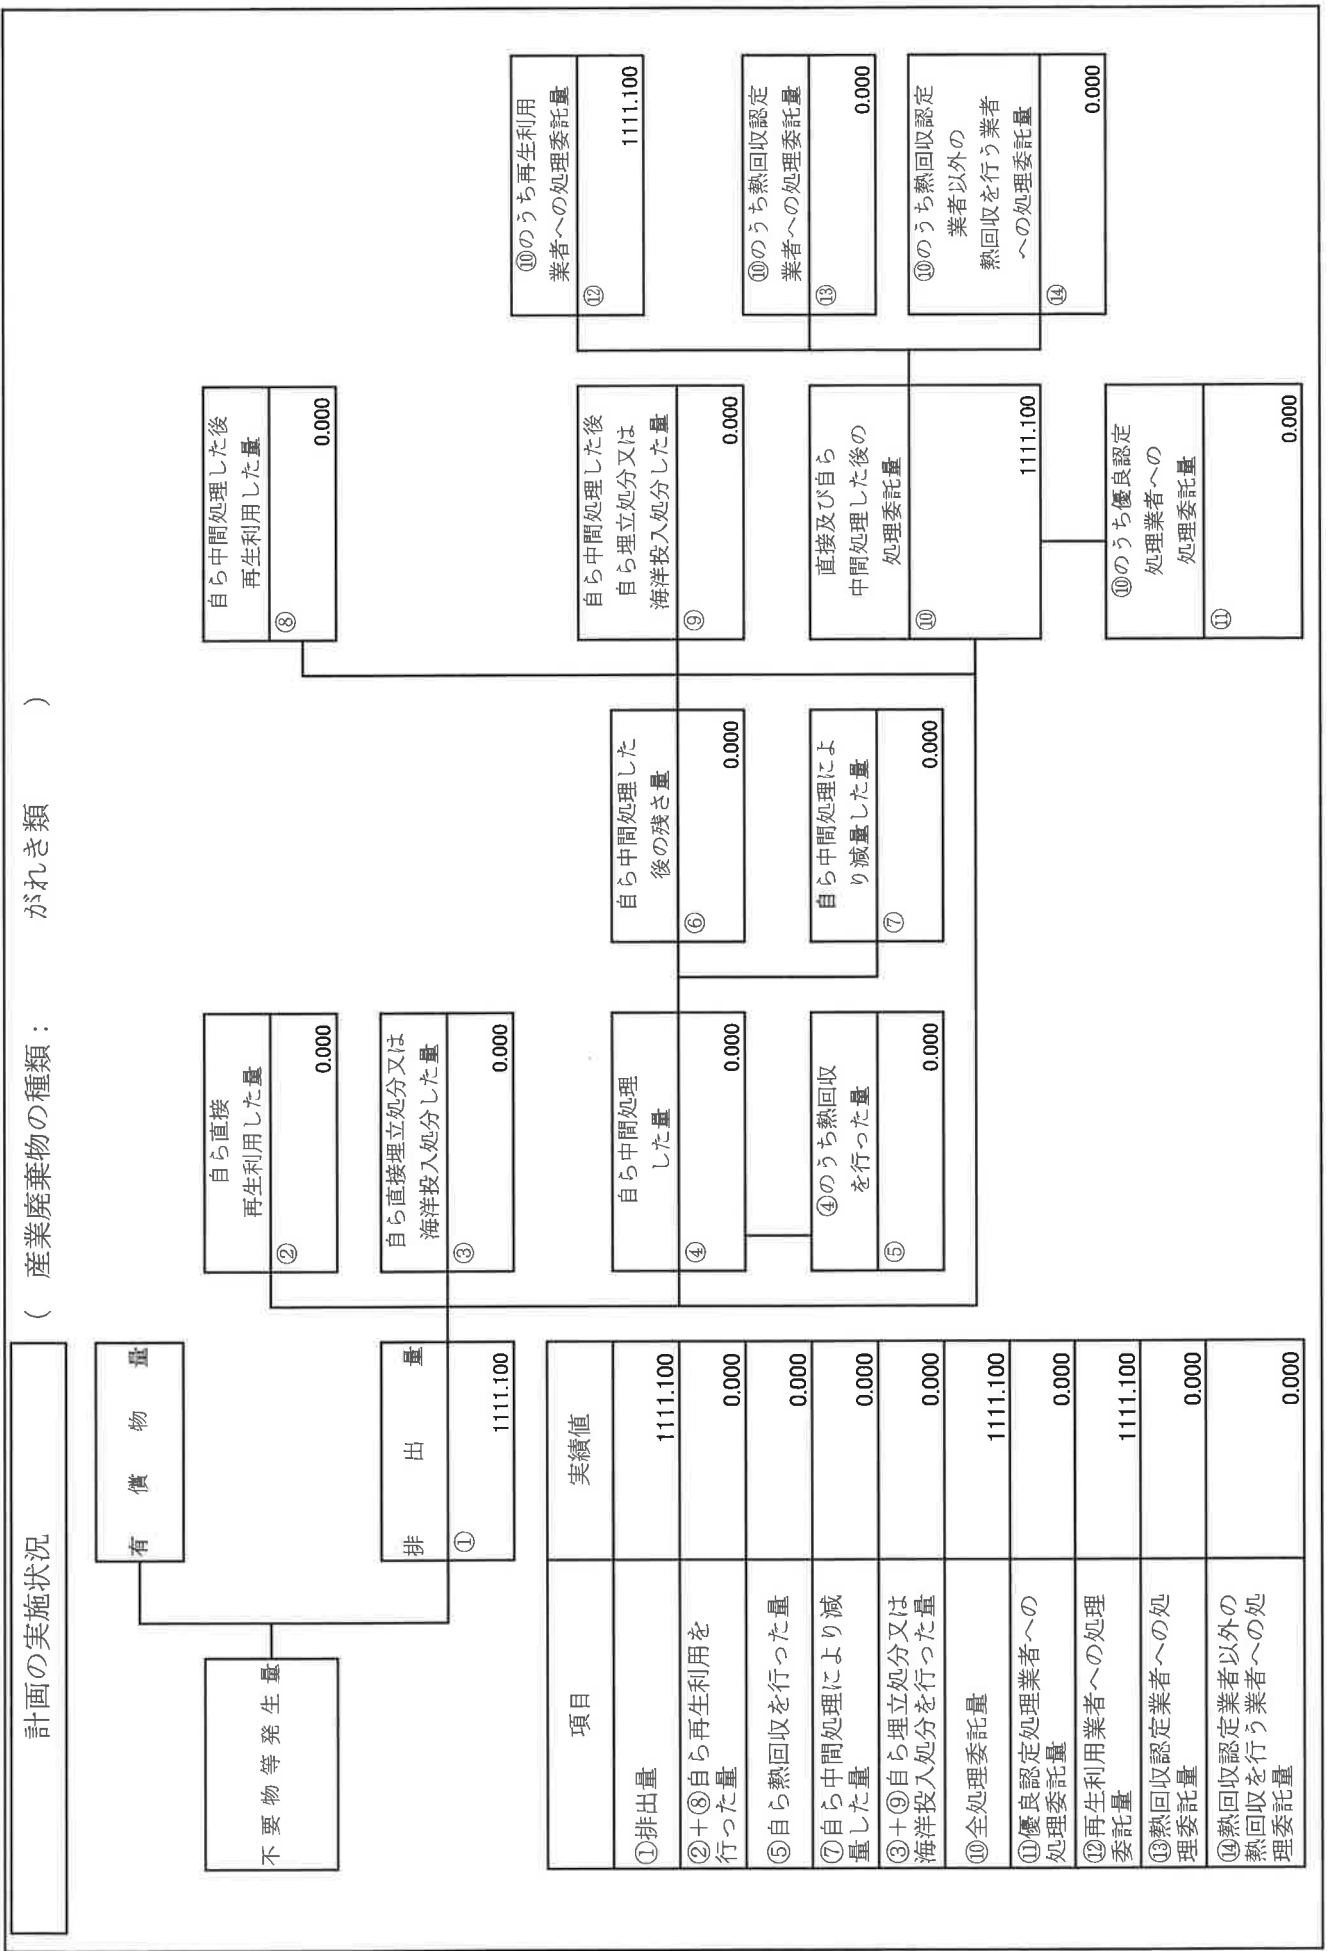 計画の実施状況
( 産業廃棄物の種類： がれき類 )
不要物等発生量
有償物量
排出量
①
1111.100
自ら直接
再生利用した量
②
0.000
自ら直接埋立処分又は
海洋投入処分した量
③
0.000
自ら中間処理
した量
④
0.000
④のうち熱回収
を行った量
⑤
0.000
自ら中間処理した
後の残さ量
⑥
0.000
自ら中間処理によ
り減量した量
⑦
0.000
自ら中間処理した後
再生利用した量
⑧
0.000
自ら中間処理した後
自ら埋立処分又は
海洋投入処分した量
⑨
0.000
直接及び自ら
中間処理した後の
処理委託量
⑩
1111.100
⑩のうち優良認定
処理業者への
処理委託量
⑪
0.000
⑩のうち再生利用
業者への処理委託量
⑫
1111.100
⑩のうち熱回収認定
業者への処理委託量
⑬
0.000
⑩のうち熱回収認定
業者以外の
熱回収を行う業者
への処理委託量
⑭
0.000
項目 実績値
①排出量 1111.100
②＋⑧自ら再生利用を
行った量 0.000
⑤自ら熱回収を行った量 0.000
⑦自ら中間処理により減
量した量 0.000
③＋⑨自ら埋立処分又は
海洋投入処分を行った量 0.000
⑩全処理委託量 1111.100
⑪優良認定処理業者への
処理委託量 0.000
⑫再生利用業者への処理
委託量 1111.100
⑬熱回収認定業者への処
理委託量 0.000
⑭熱回収認定業者以外の
熱回収を行う業者への処
理委託量 0.000